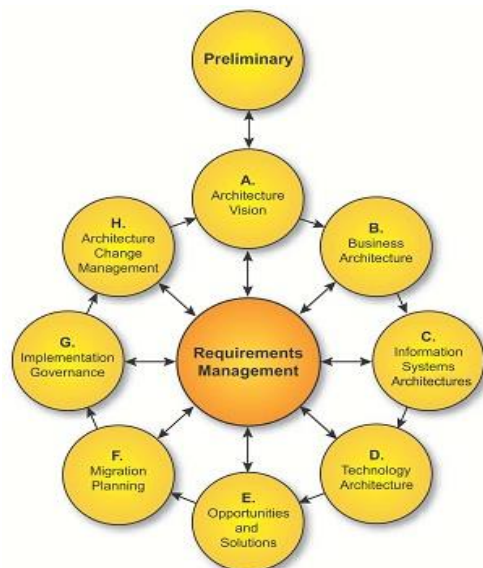 Preliminary
A.
Architecture
Vision
B.
Business
Architecture
C.
Information
Systems
Architectures
D.
Technology
Architecture
E.
Opportunities
and
Solutions
F.
Migration
Planning
G.
Implementation
Governance
H.
Architecture
Change
Management
Requirements
Management